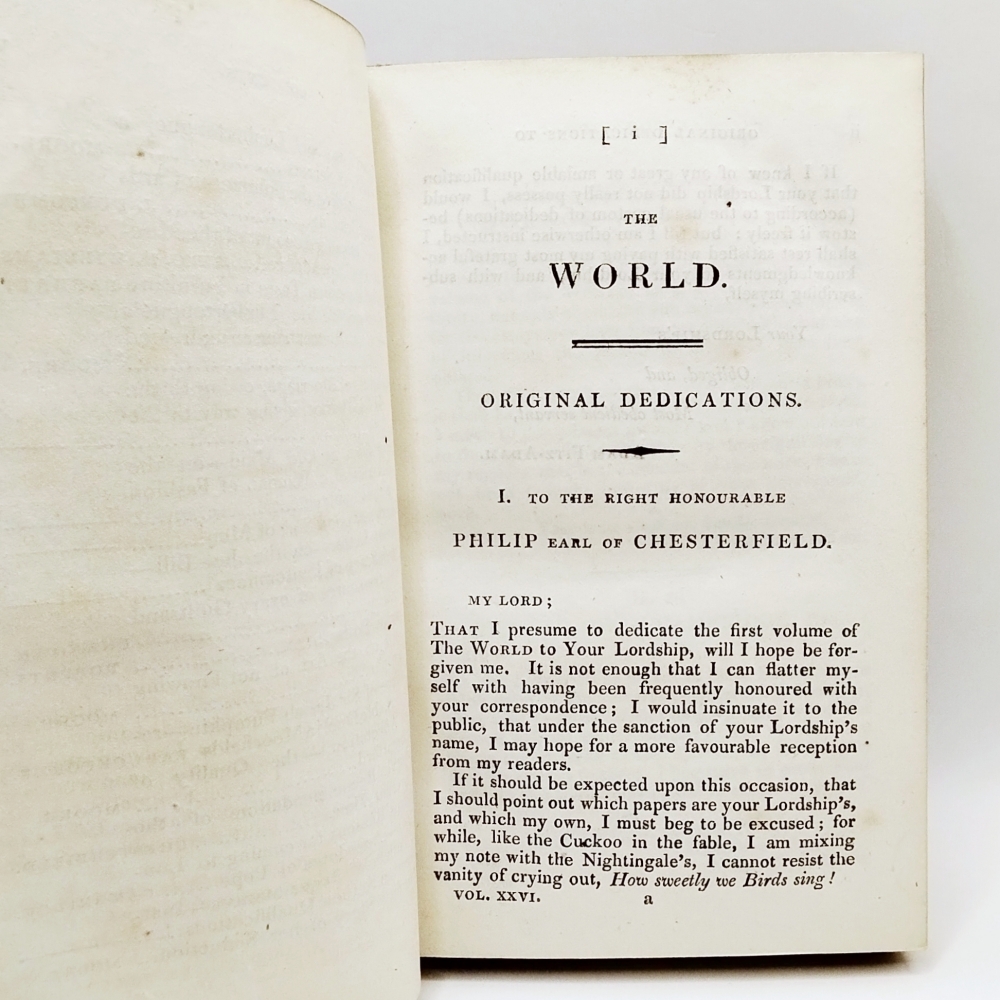 [ i ]
THE
WORLD.
ORIGINAL DEDICATIONS.
I. TO THE RIGHT HONOURABLE
PHILIP EARL OF CHESTERFIELD.
MY LORD;
THAT I presume to dedicate the first volume of
The WORLD to Your Lordship, will I hope be for-
given me. It is not enough that I can flatter my-
self with having been frequently honoured with
your correspondence; I would insinuate it to the
public, that under the sanction of your Lordship's
name, I may hope for a more favourable reception
from my readers.
If it should be expected upon this occasion, that
I should point out which papers are your Lordship's,
and which my own, I must beg to be excused; for
while, like the Cuckoo in the fable, I am mixing
my note with the Nightingale's, I cannot resist the
vanity of crying out, How sweetly we Birds sing!
VOL. XXVI. a